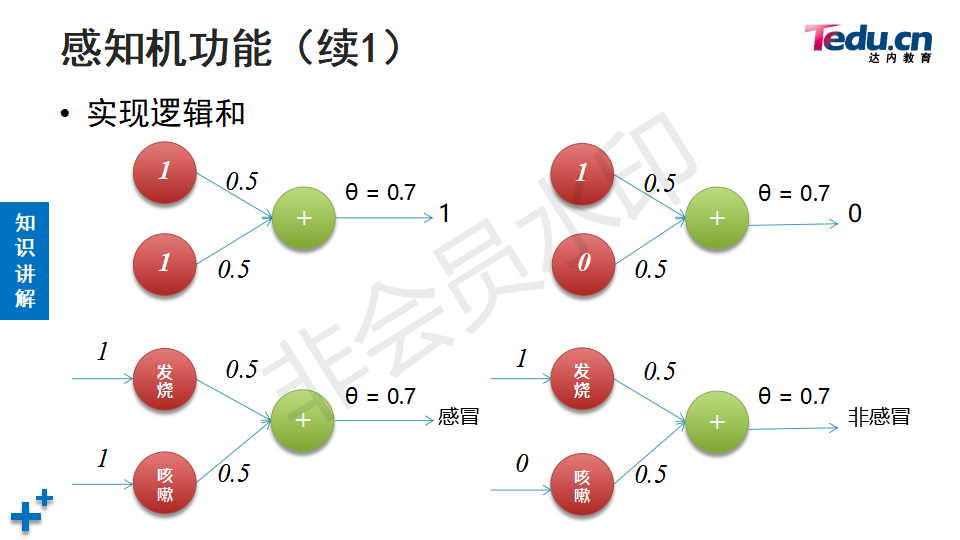 感知机功能（续1）
Tedu.cn
达内教育
• 实现逻辑和
知识讲解
1
0.5
θ = 0.7
+
1
1
0.5
1
0.5
θ = 0.7
+
0
0
0.5
1
发烧
0.5
θ = 0.7
+
感冒
1
咳嗽
0.5
1
发烧
0.5
θ = 0.7
+
非感冒
0
咳嗽
0.5
非会员水印